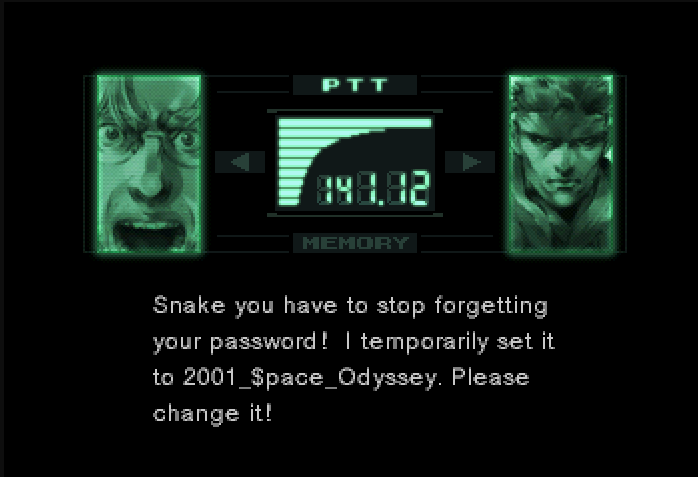 PTT
141.12
MEMORY
Snake you have to stop forgetting
your password! I temporarily set it
to 2001_$pace_Odyssey. Please
change it!